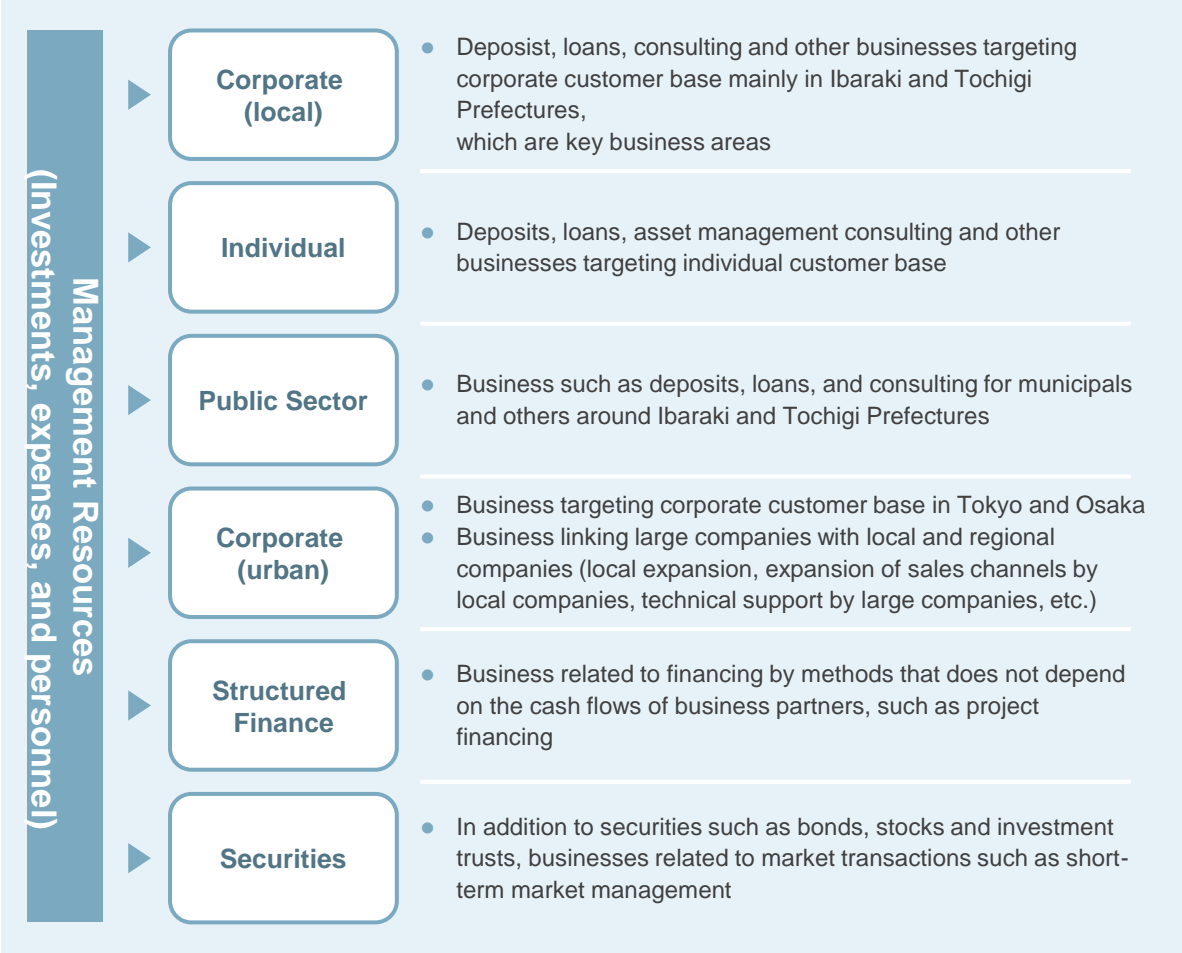 Management Resources
(Investments, expenses, and personnel)
Corporate
(local)
● Deposist, loans, consulting and other businesses targeting
corporate customer base mainly in Ibaraki and Tochigi
Prefectures,
which are key business areas
Individual
● Deposits, loans, asset management consulting and other
businesses targeting individual customer base
Public Sector
● Business such as deposits, loans, and consulting for municipals
and others around Ibaraki and Tochigi Prefectures
Corporate
(urban)
● Business targeting corporate customer base in Tokyo and Osaka
● Business linking large companies with local and regional
companies (local expansion, expansion of sales channels by
local companies, technical support by large companies, etc.)
Structured
Finance
● Business related to financing by methods that does not depend
on the cash flows of business partners, such as project
financing
Securities
● In addition to securities such as bonds, stocks and investment
trusts, businesses related to market transactions such as short-
term market management